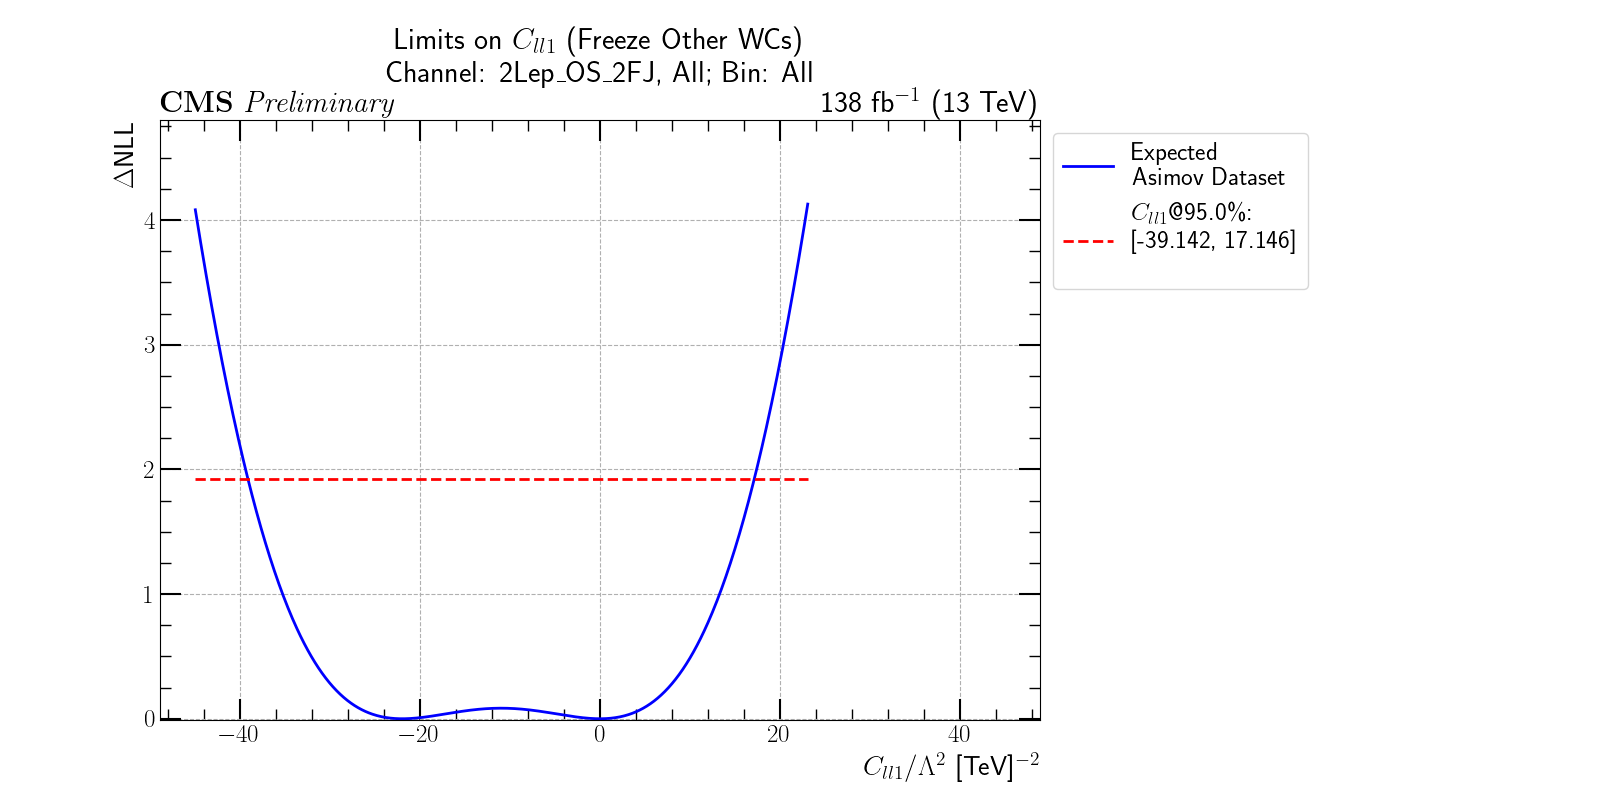 Limits on C_{ll1} (Freeze Other WCs)
Channel: 2Lep_OS_2FJ, All; Bin: All
CMS Preliminary
138 fb^{-1} (13 TeV)
ΔNLL
4
3
2
1
0
−40
−20
0
20
40
C_{ll1}/Λ^2 [TeV]^{-2}
Expected
Asimov Dataset
C_{ll1}@95.0%:
[-39.142, 17.146]